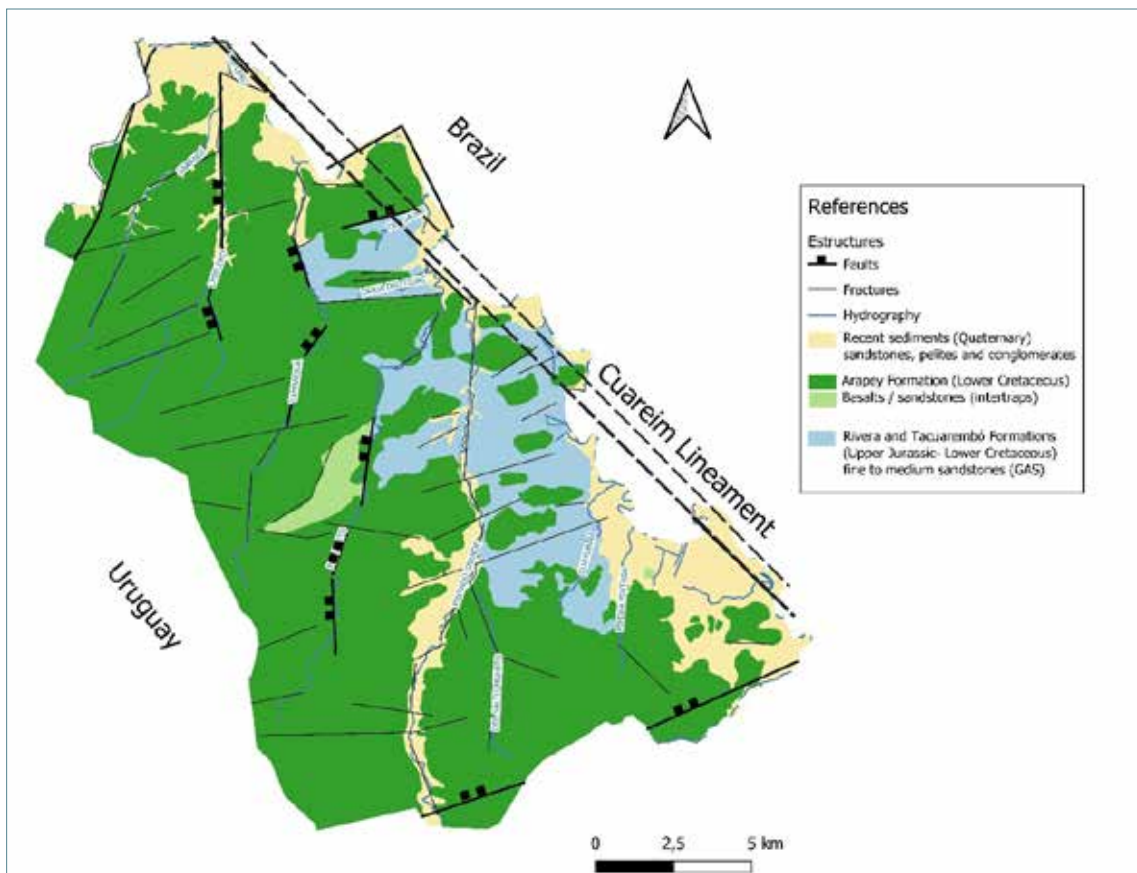 Brazil
Cuareim Lineament
Uruguay
References
Estructures
Faults
Fractures
Hydrography
Recent sediments (Quaternary)
sandstones, pelites and conglomerates
Arapey Formation (Lower Cretaceous)
Basalts / sandstones (intertraps)
Rivera and Tacuarembó Formations
(Upper Jurassic- Lower Cretaceous)
fine to medium sandstones (GAS)
0 2,5 5 km